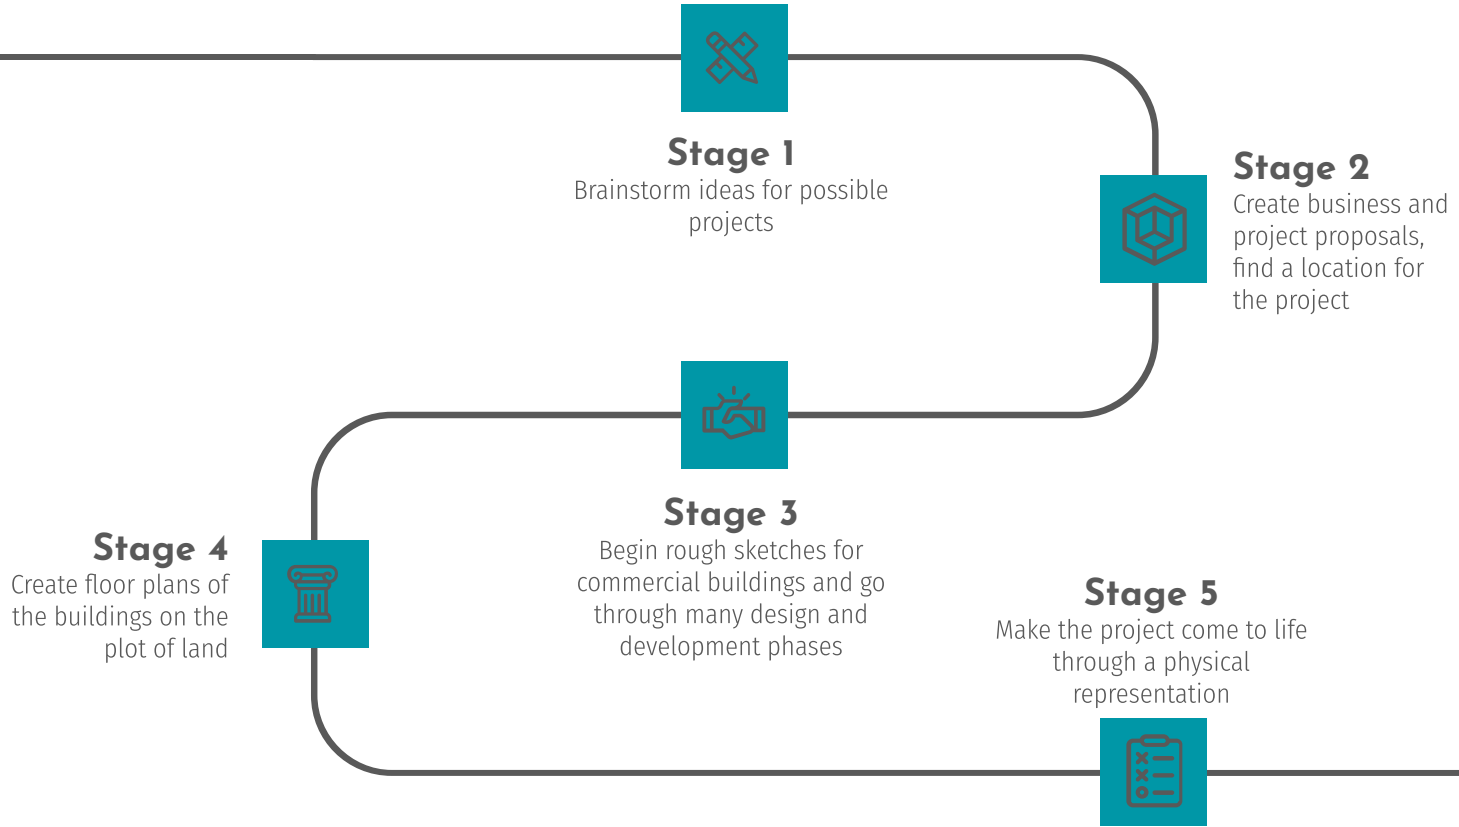 Stage 1
Brainstorm ideas for possible
projects
Stage 2
Create business and
project proposals,
find a location for
the project
Stage 3
Begin rough sketches for
commercial buildings and go
through many design and
development phases
Stage 4
Create floor plans of
the buildings on the
plot of land
Stage 5
Make the project come to life
through a physical
representation